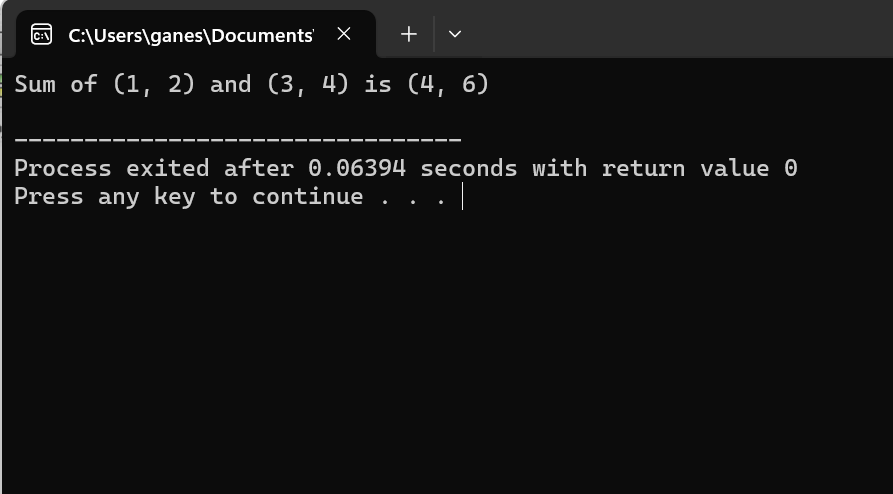 C:\Users\ganes\Documents\
Sum of (1, 2) and (3, 4) is (4, 6)
--------------------------------
Process exited after 0.06394 seconds with return value 0
Press any key to continue . . .